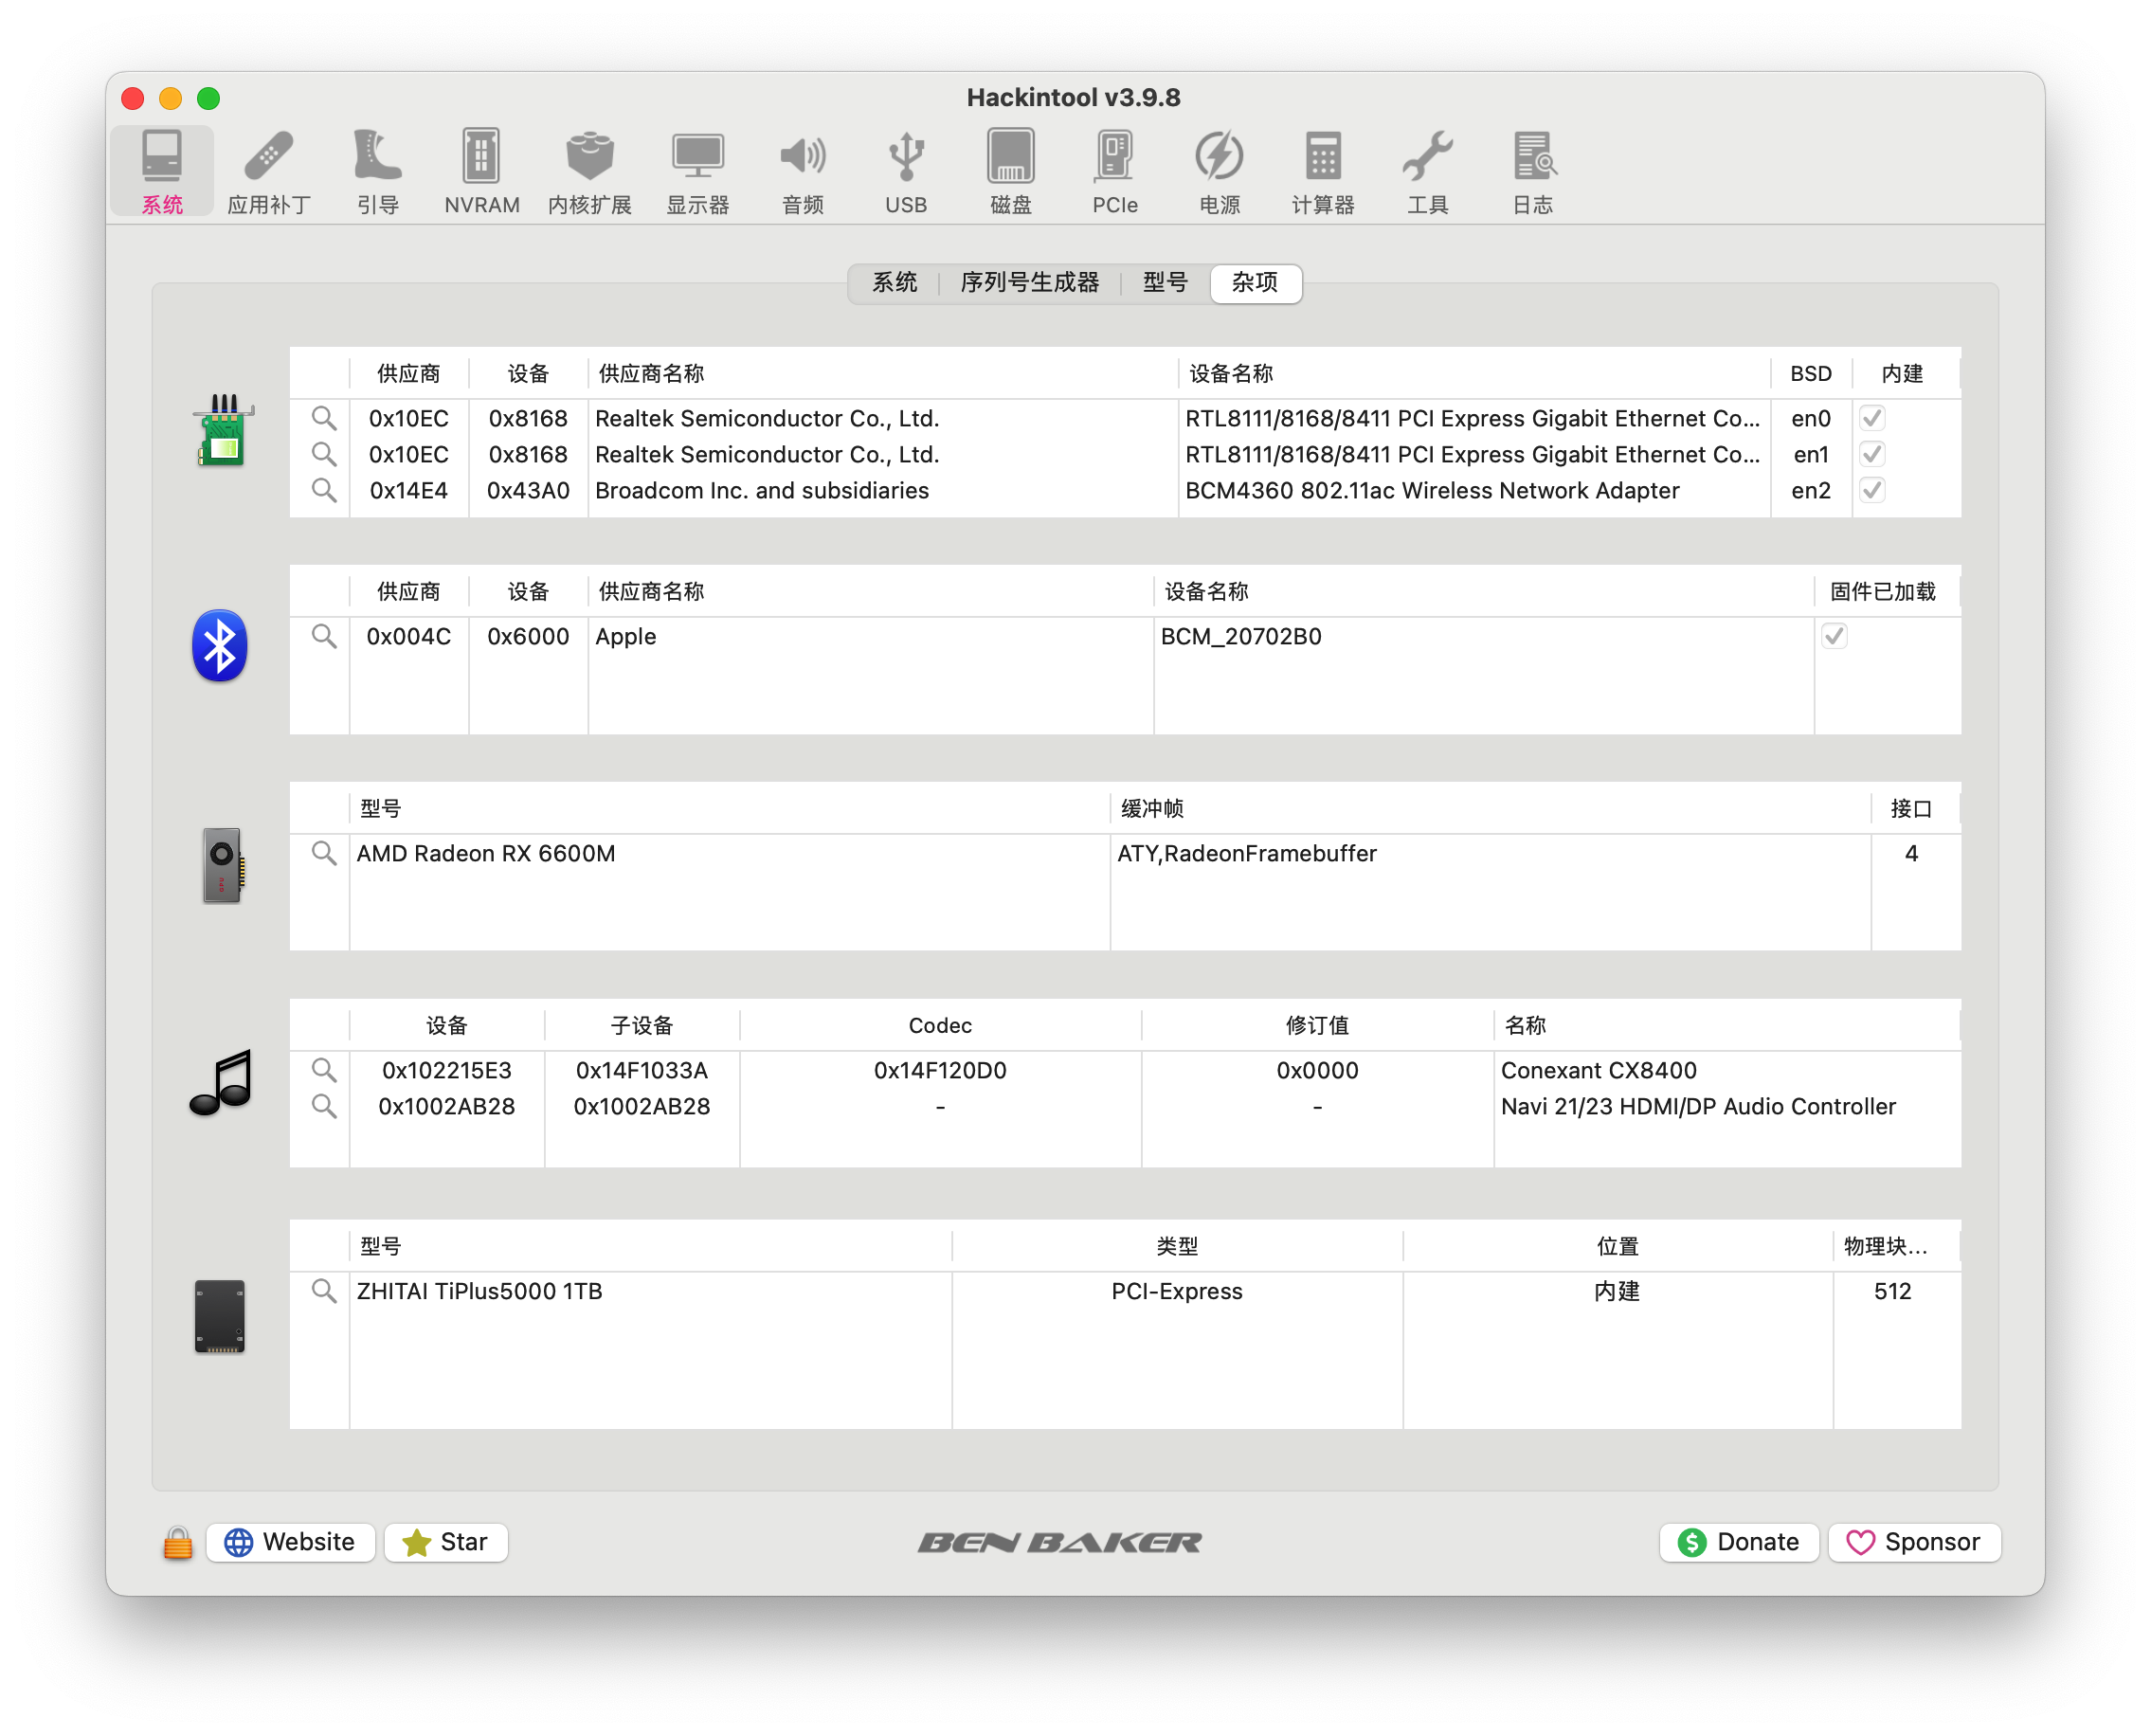 Hackintool v3.9.8
系统 应用补丁 引导 NVRAM 内核扩展 显示器 音频 USB 磁盘 PCIe 电源 计算器 工具 日志
系统 序列号生成器 型号 杂项
供应商 设备 供应商名称 设备名称 BSD 内建
0x10EC 0x8168 Realtek Semiconductor Co., Ltd. RTL8111/8168/8411 PCI Express Gigabit Ethernet Co... en0
0x10EC 0x8168 Realtek Semiconductor Co., Ltd. RTL8111/8168/8411 PCI Express Gigabit Ethernet Co... en1
0x14E4 0x43A0 Broadcom Inc. and subsidiaries BCM4360 802.11ac Wireless Network Adapter en2
供应商 设备 供应商名称 设备名称 固件已加载
0x004C 0x6000 Apple BCM_20702B0
型号 缓冲帧 接口
AMD Radeon RX 6600M ATY,RadeonFramebuffer 4
设备 子设备 Codec 修订值 名称
0x102215E3 0x14F1033A 0x14F120D0 0x0000 Conexant CX8400
0x1002AB28 0x1002AB28 - - Navi 21/23 HDMI/DP Audio Controller
型号 类型 位置 物理块...
ZHITAI TiPlus5000 1TB PCI-Express 内建 512
Website Star BEN BAKER Donate Sponsor